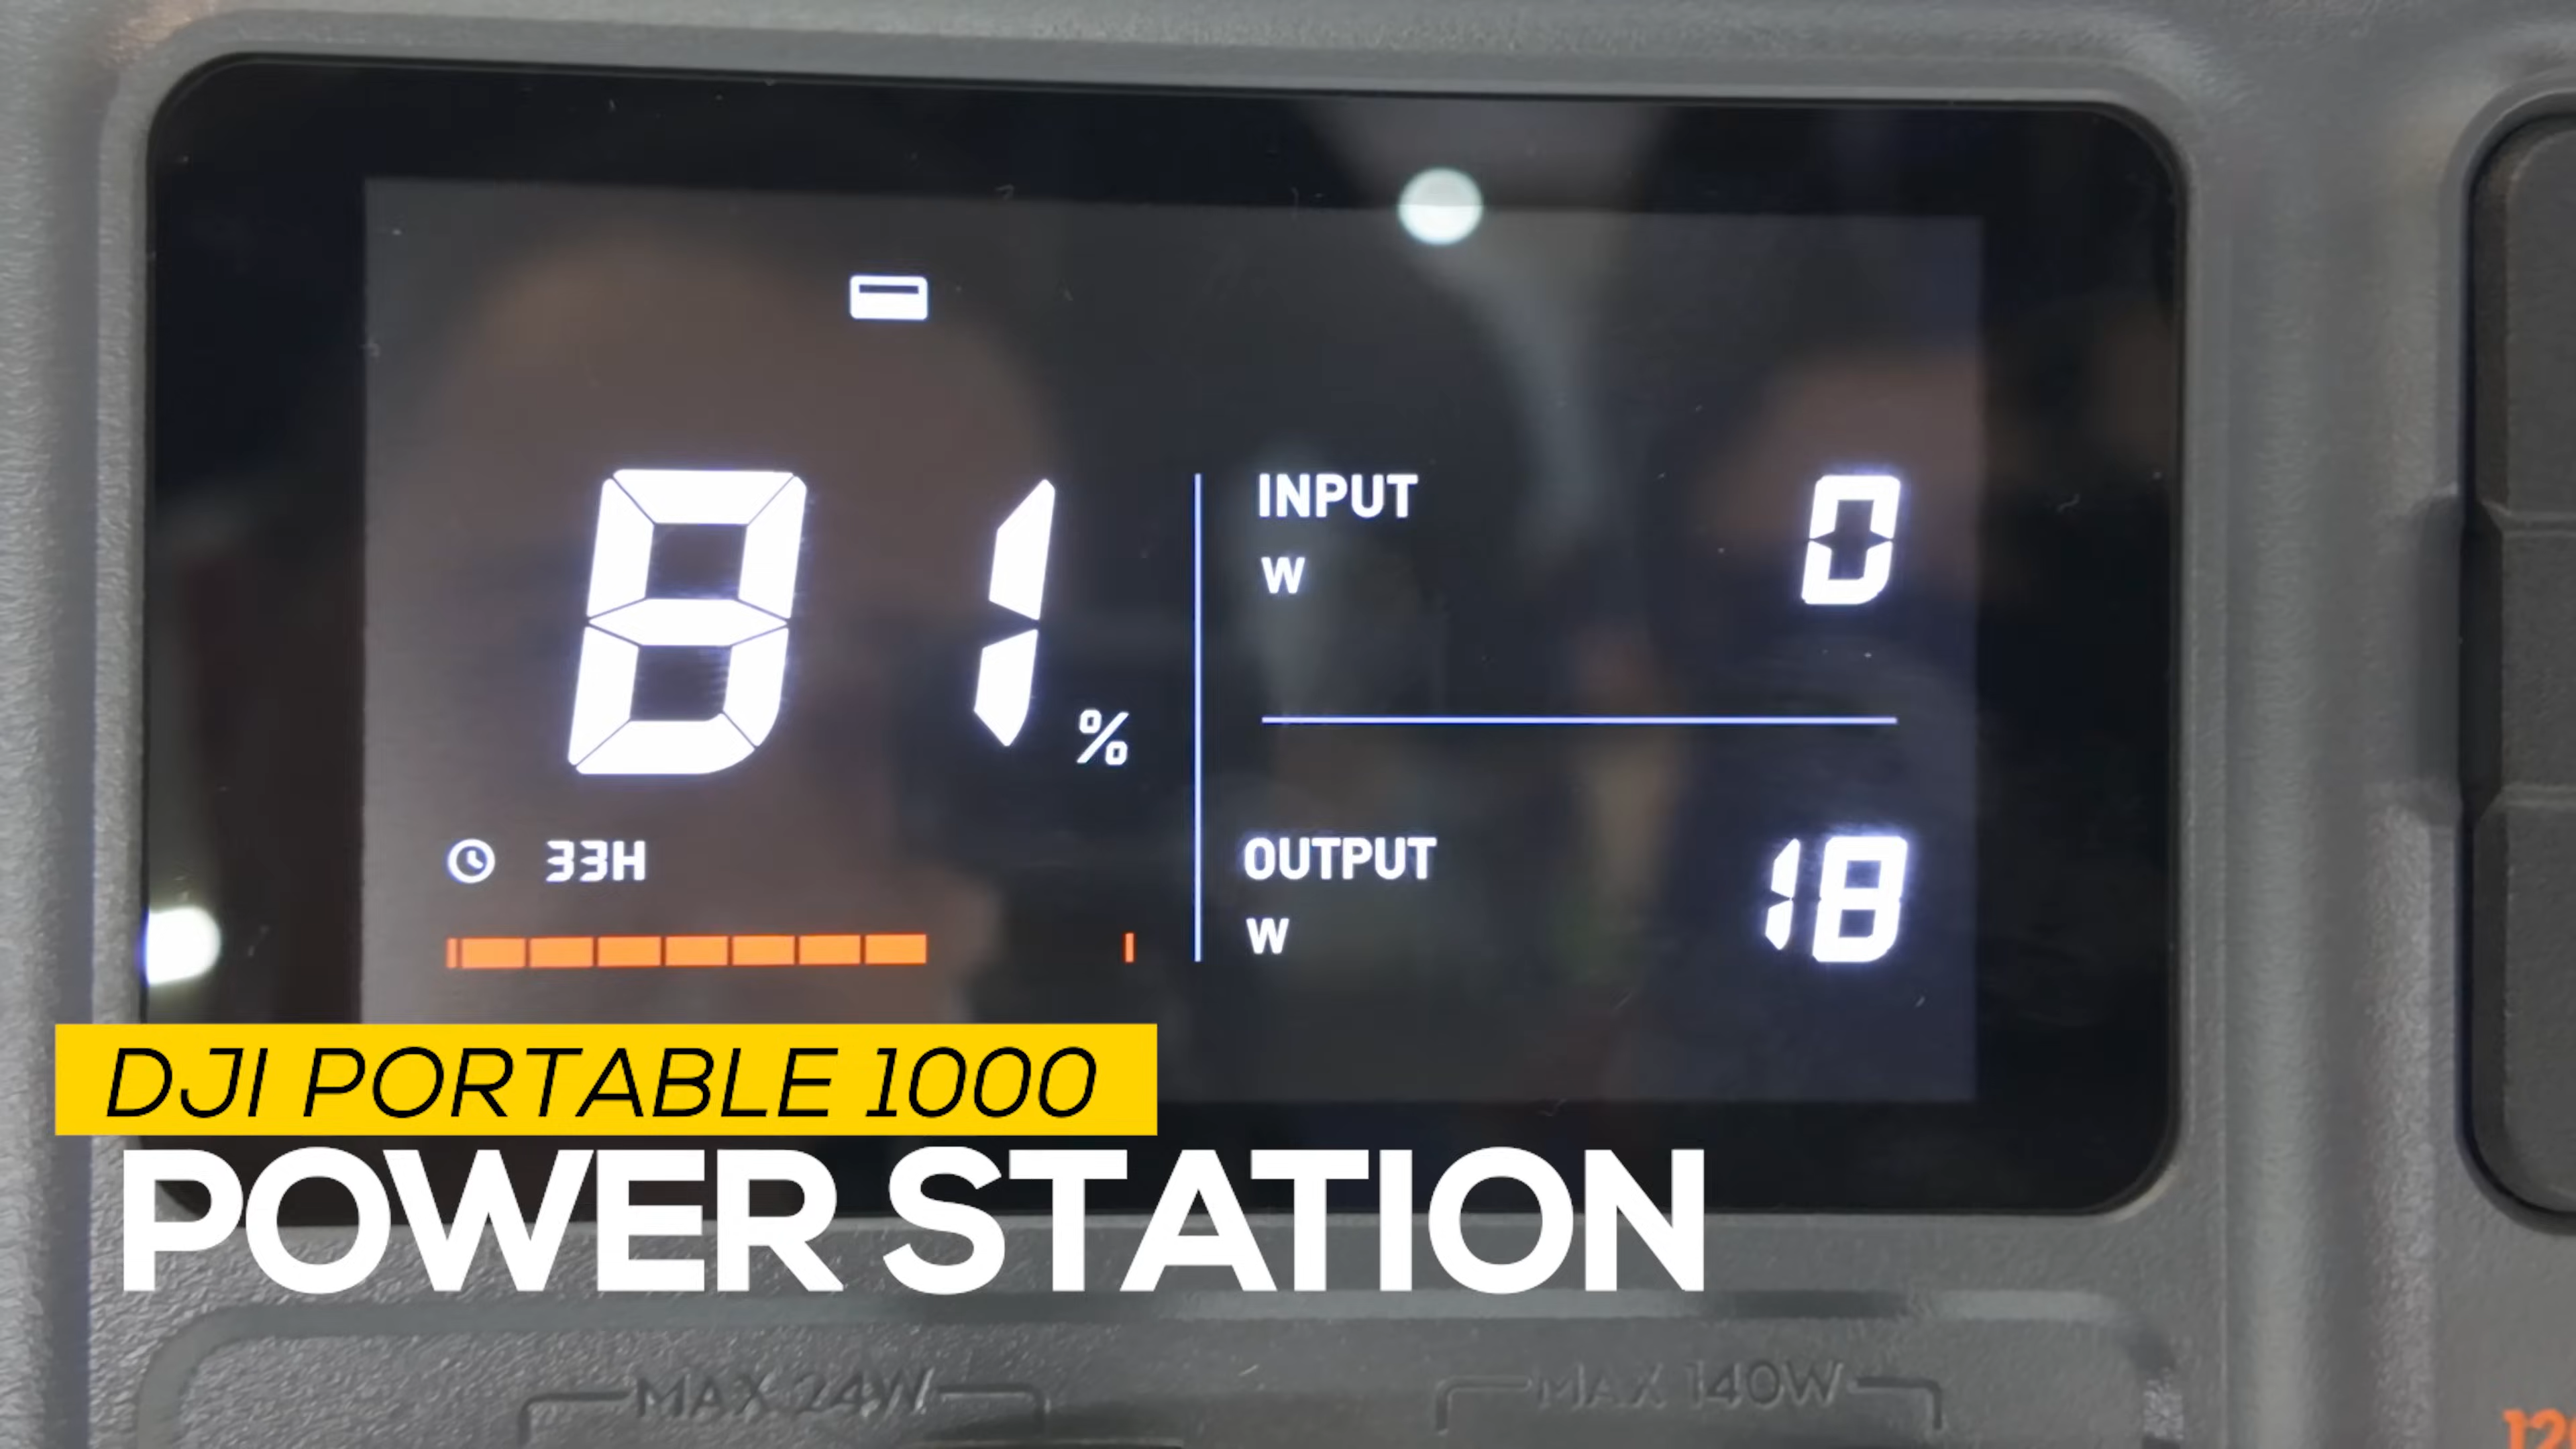 81%
33H
INPUT
W
0
OUTPUT
W
18
DJI PORTABLE 1000
POWER STATION
MAX 24W
MAX 140W